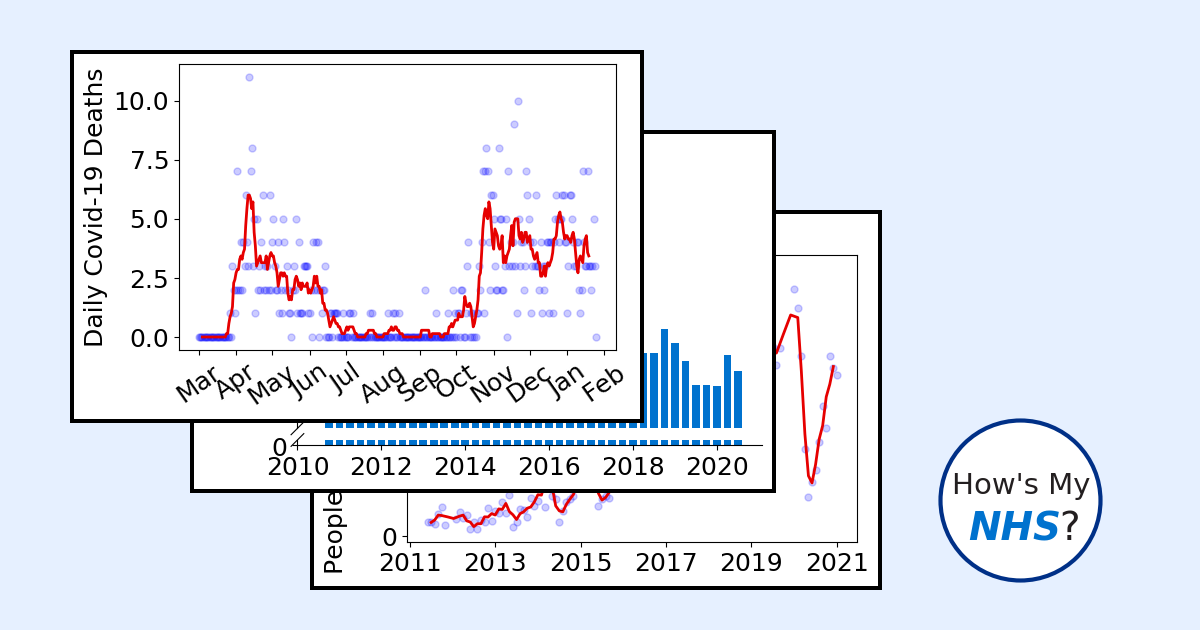 Daily Covid-19 Deaths
10.0
7.5
5.0
2.5
0.0
Mar Apr May Jun Jul Aug Sep Oct Nov Dec Jan Feb
0
2010 2012 2014 2016 2018 2020
People
0
2011 2013 2015 2017 2019 2021
How's My
NHS?